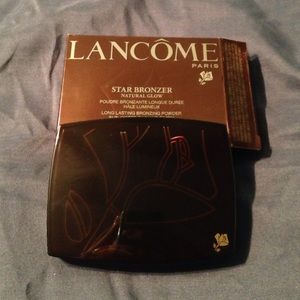 LANCÔME
PARIS
STAR BRONZER
NATURAL GLOW
POUDRE BRONZANTE LONGUE DURÉE
HÂLE LUMINEUX
LONG LASTING BRONZING POWDER